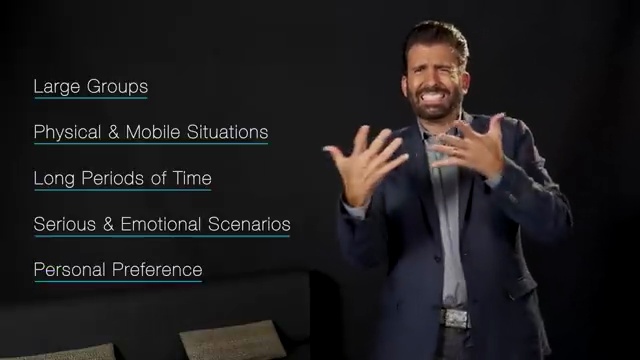 Large Groups
Physical & Mobile Situations
Long Periods of Time
Serious & Emotional Scenarios
Personal Preference